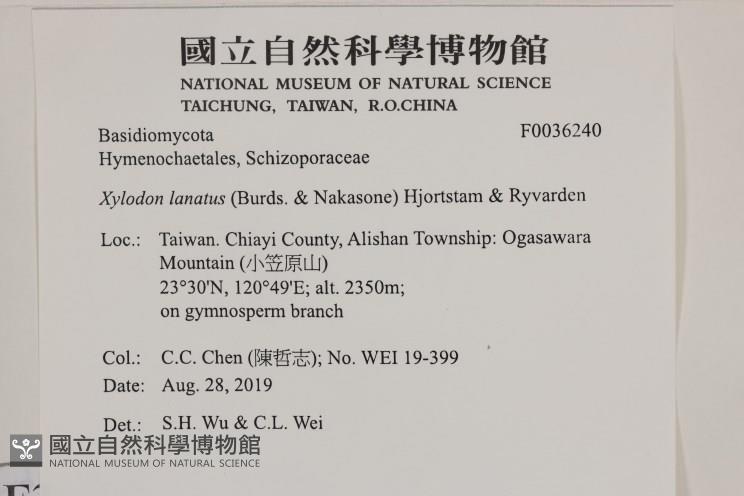 國立自然科學博物館
NATIONAL MUSEUM OF NATURAL SCIENCE
TAICHUNG, TAIWAN, R.O.CHINA
Basidiomycota F0036240
Hymenochaetales, Schizoporaceae
Xylodon lanatus (Burds. & Nakasone) Hjortstam & Ryvarden
Loc.: Taiwan. Chiayi County, Alishan Township: Ogasawara
Mountain (小笠原山)
23°30'N, 120°49'E; alt. 2350m;
on gymnosperm branch
Col.: C.C. Chen (陳哲志); No. WEI 19-399
Date: Aug. 28, 2019
Det.: S.H. Wu & C.L. Wei
國立自然科學博物館
NATIONAL MUSEUM OF NATURAL SCIENCE